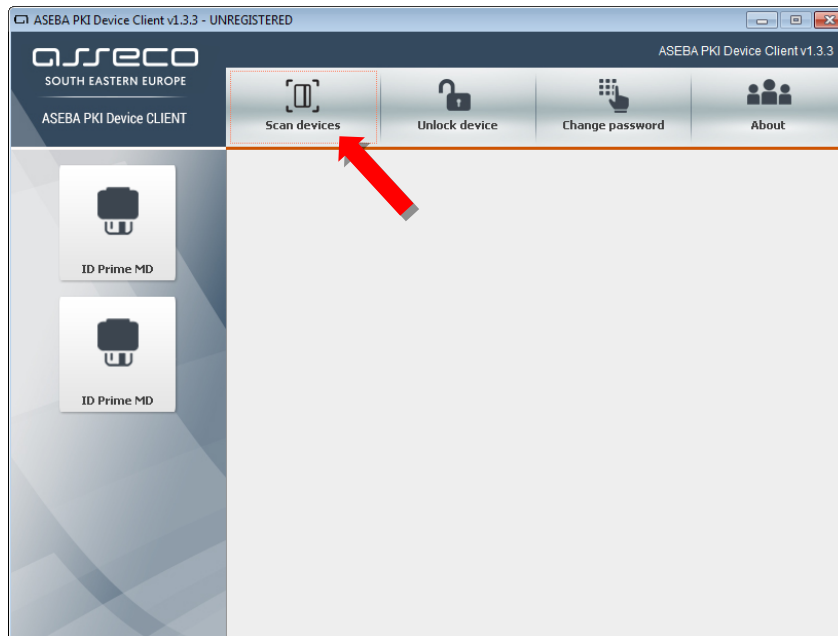 ASEBA PKI Device Client v1.3.3 - UNREGISTERED
asseco
SOUTH EASTERN EUROPE
ASEBA PKI Device CLIENT
ASEBA PKI Device Client v1.3.3
Scan devices
Unlock device
Change password
About
ID Prime MD
ID Prime MD